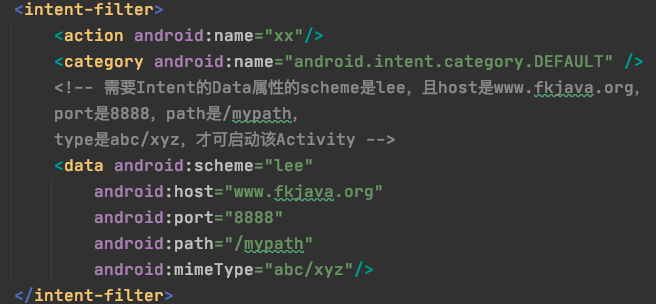 <intent-filter>
<action android:name="xx"/>
<category android:name="android.intent.category.DEFAULT" />
<!-- 需要Intent的Data属性的scheme是lee，且host是www.fkjava.org，
port是8888，path是/mypath，
type是abc/xyz，才可启动该Activity -->
<data android:scheme="lee"
android:host="www.fkjava.org"
android:port="8888"
android:path="/mypath"
android:mimeType="abc/xyz"/>
</intent-filter>